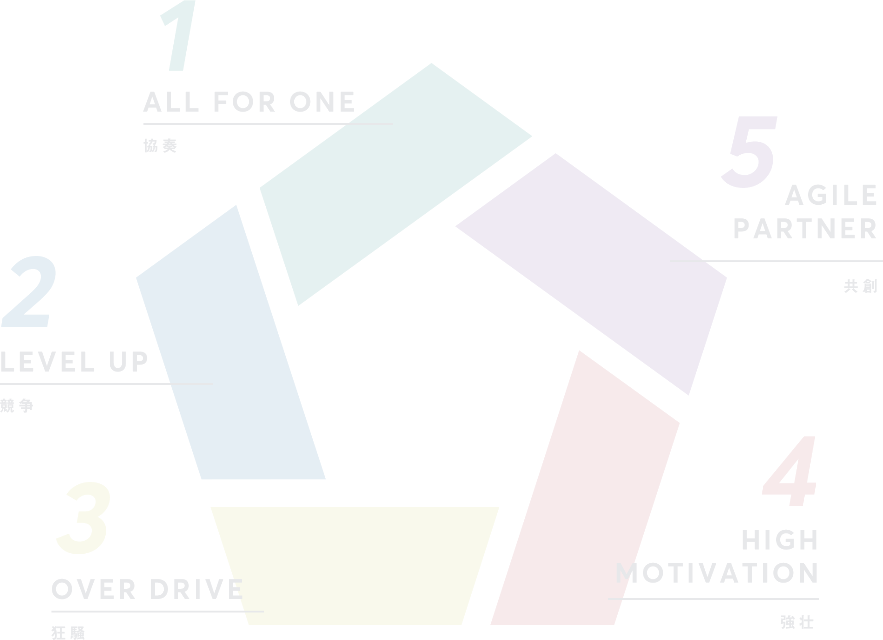 1
ALL FOR ONE
協奏
2
LEVEL UP
競争
3
OVER DRIVE
狂騒
4
HIGH
MOTIVATION
強壮
5
AGILE
PARTNER
共創